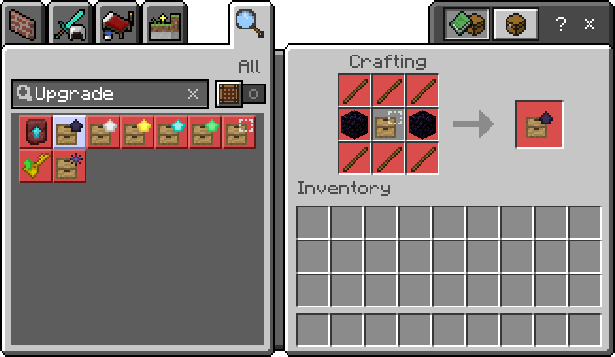 ? x
All
Upgrade x
Crafting
Inventory